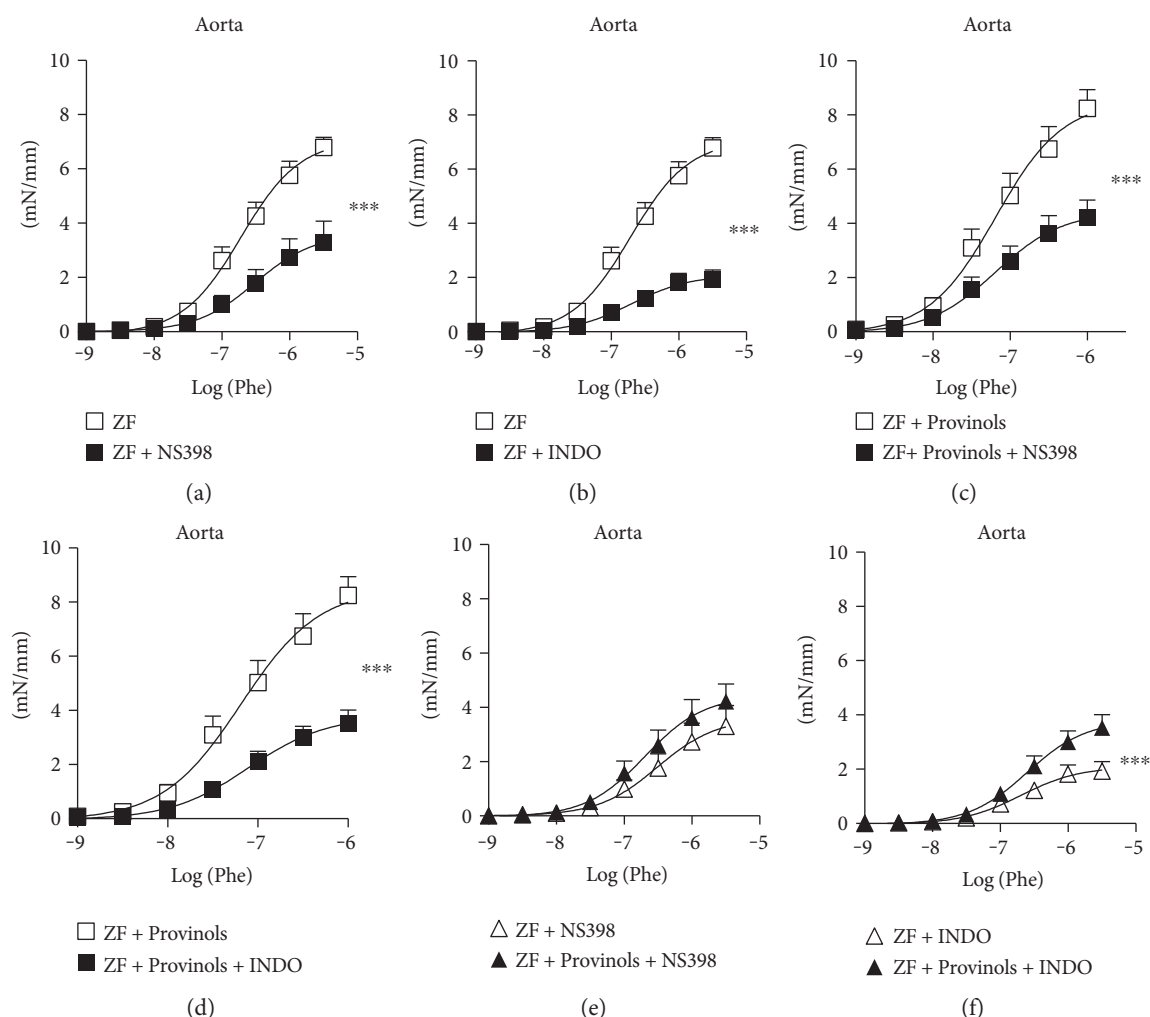 Aorta
10
8
6
4
2
0
(mN/mm)
***
−9 −8 −7 −6 −5
Log (Phe)
ZF
ZF + NS398
(a)
Aorta
10
8
6
4
2
0
(mN/mm)
***
−9 −8 −7 −6 −5
Log (Phe)
ZF
ZF + INDO
(b)
Aorta
10
8
6
4
2
0
(mN/mm)
***
−9 −8 −7 −6
Log (Phe)
ZF + Provinols
ZF+ Provinols + NS398
(c)
Aorta
10
8
6
4
2
0
(mN/mm)
***
−9 −8 −7 −6
Log (Phe)
ZF + Provinols
ZF + Provinols + INDO
(d)
Aorta
10
8
6
4
2
0
(mN/mm)
−9 −8 −7 −6 −5
Log (Phe)
ZF + NS398
ZF + Provinols + NS398
(e)
Aorta
10
8
6
4
2
0
(mN/mm)
***
−9 −8 −7 −6 −5
Log (Phe)
ZF + INDO
ZF + Provinols + INDO
(f)